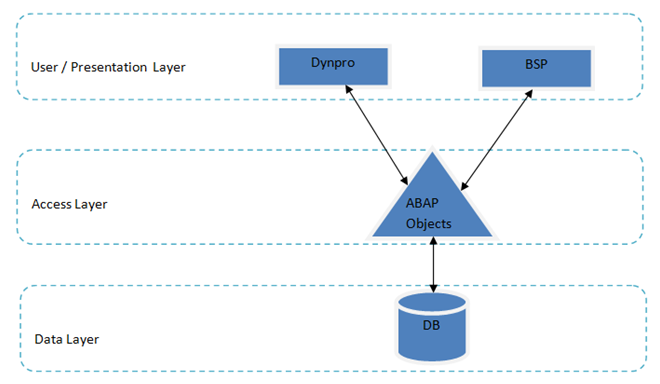 User / Presentation Layer
Dynpro
BSP
Access Layer
ABAP
Objects
Data Layer
DB